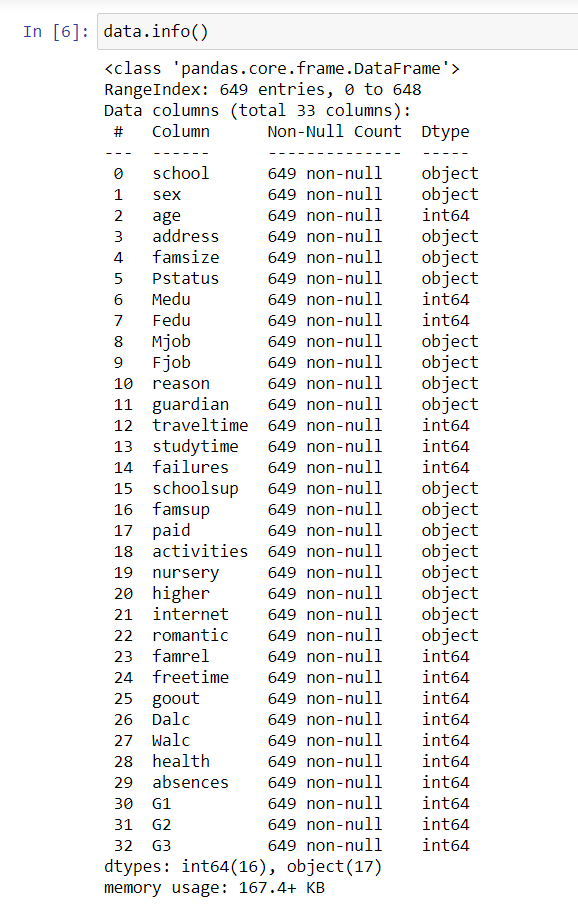 In [6]: data.info()
<class 'pandas.core.frame.DataFrame'>
RangeIndex: 649 entries, 0 to 648
Data columns (total 33 columns):
 #   Column      Non-Null Count  Dtype
---  ------      --------------  -----
 0   school      649 non-null    object
 1   sex         649 non-null    object
 2   age         649 non-null    int64
 3   address     649 non-null    object
 4   famsize     649 non-null    object
 5   Pstatus     649 non-null    object
 6   Medu        649 non-null    int64
 7   Fedu        649 non-null    int64
 8   Mjob        649 non-null    object
 9   Fjob        649 non-null    object
 10  reason      649 non-null    object
 11  guardian    649 non-null    object
 12  traveltime  649 non-null    int64
 13  studytime   649 non-null    int64
 14  failures    649 non-null    int64
 15  schoolsup   649 non-null    object
 16  famsup      649 non-null    object
 17  paid        649 non-null    object
 18  activities  649 non-null    object
 19  nursery     649 non-null    object
 20  higher      649 non-null    object
 21  internet    649 non-null    object
 22  romantic    649 non-null    object
 23  famrel      649 non-null    int64
 24  freetime    649 non-null    int64
 25  goout       649 non-null    int64
 26  Dalc        649 non-null    int64
 27  Walc        649 non-null    int64
 28  health      649 non-null    int64
 29  absences    649 non-null    int64
 30  G1          649 non-null    int64
 31  G2          649 non-null    int64
 32  G3          649 non-null    int64
dtypes: int64(16), object(17)
memory usage: 167.4+ KB